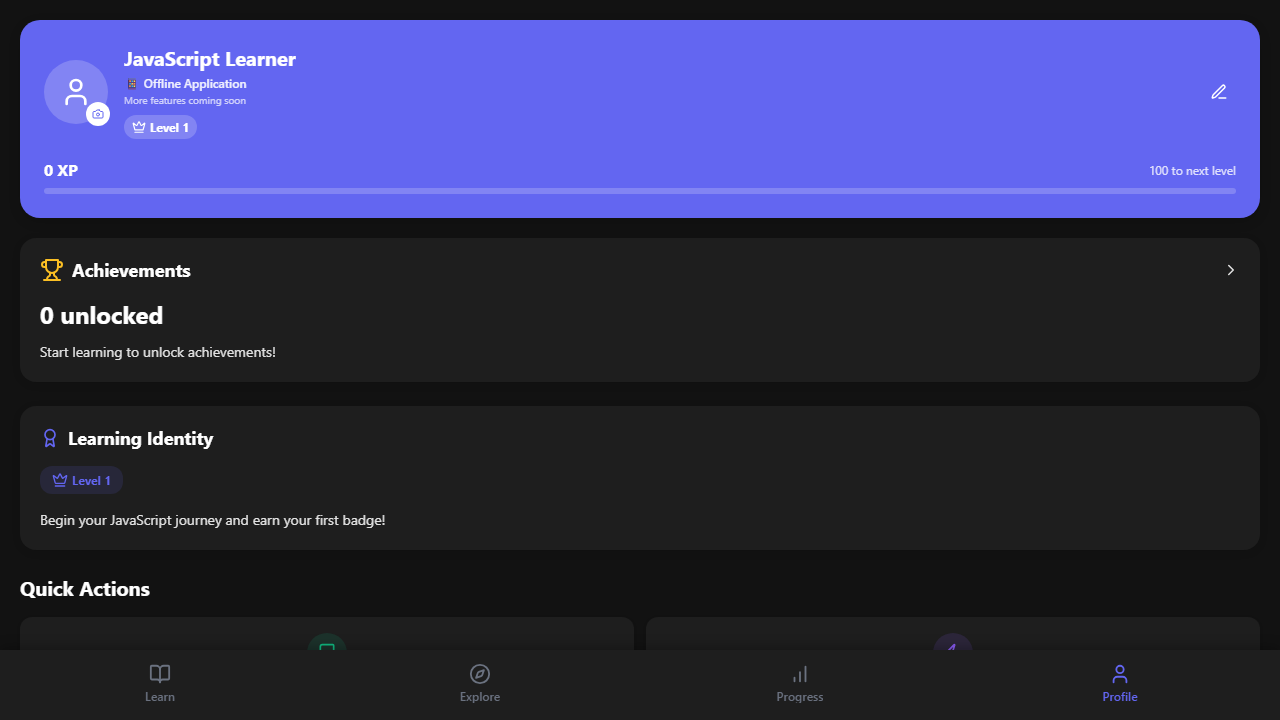 JavaScript Learner
Offline Application
More features coming soon
Level 1
0 XP
100 to next level
Achievements
0 unlocked
Start learning to unlock achievements!
Learning Identity
Level 1
Begin your JavaScript journey and earn your first badge!
Quick Actions
Learn
Explore
Progress
Profile